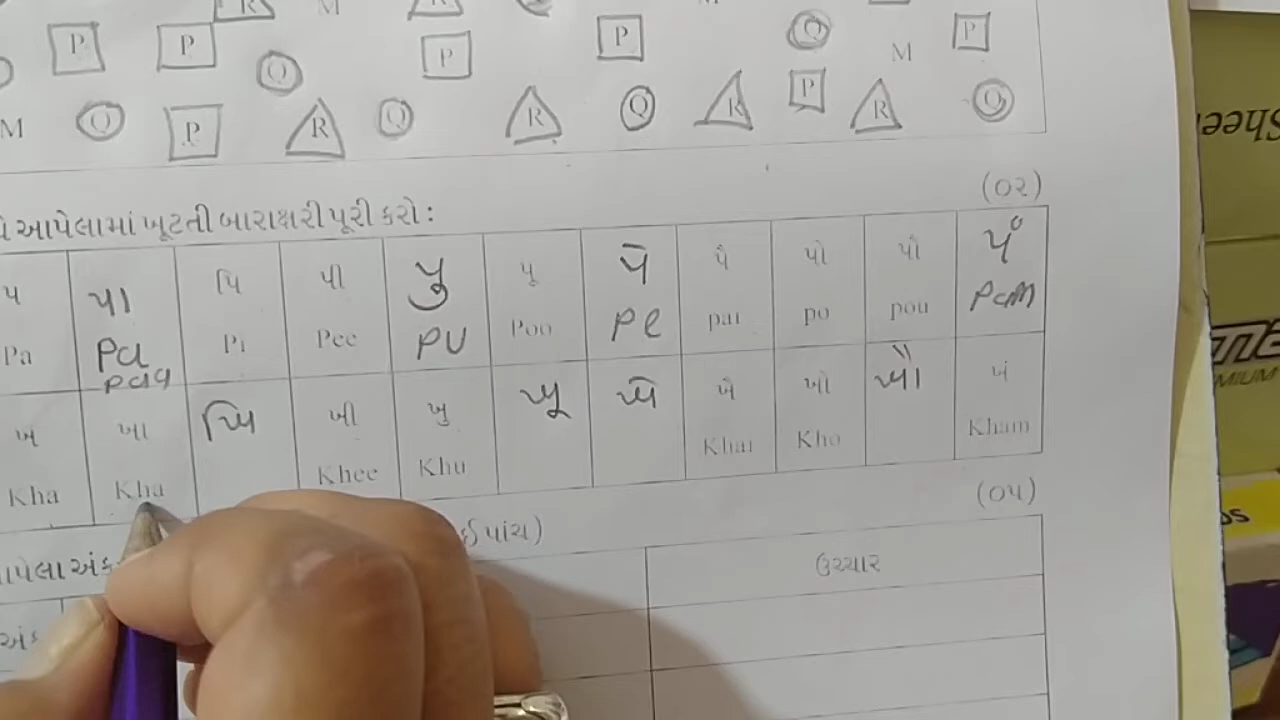 R M R
P P P P Q M P
Q
M Q P R Q R Q R P R Q
(૦૨)
આપેલામાં ખૂટતી બારાક્ષરી પૂરી કરો:
પ પા પિ પી પુ પૂ પે પૈ પો પૌ પં
Pa Pa Pi Pee PU Poo Pe pai po pou Pam
ખ ખા ખિ ખી ખુ ખૂ ખે ખૈ ખો ખૌ ખં
Kha Kha Khee Khu Khai Kho Kham
(૦૫)
પાંચ)
ઉચ્ચાર